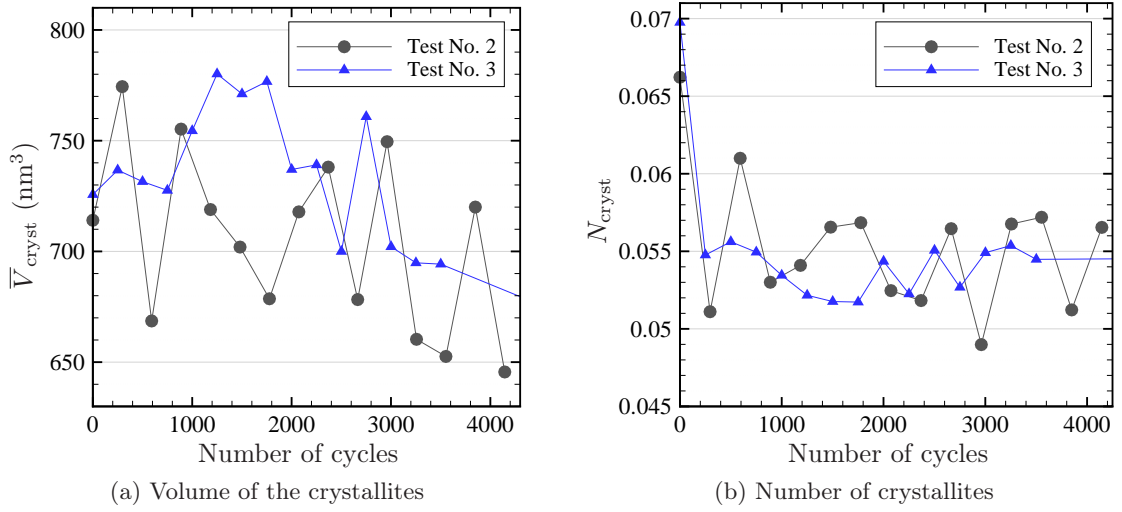 800
750
700
650
V̅cryst (nm³)
Test No. 2
Test No. 3
0 1000 2000 3000 4000
Number of cycles
(a) Volume of the crystallites
0.07
0.065
0.06
0.055
0.05
0.045
Ncryst
Test No. 2
Test No. 3
0 1000 2000 3000 4000
Number of cycles
(b) Number of crystallites